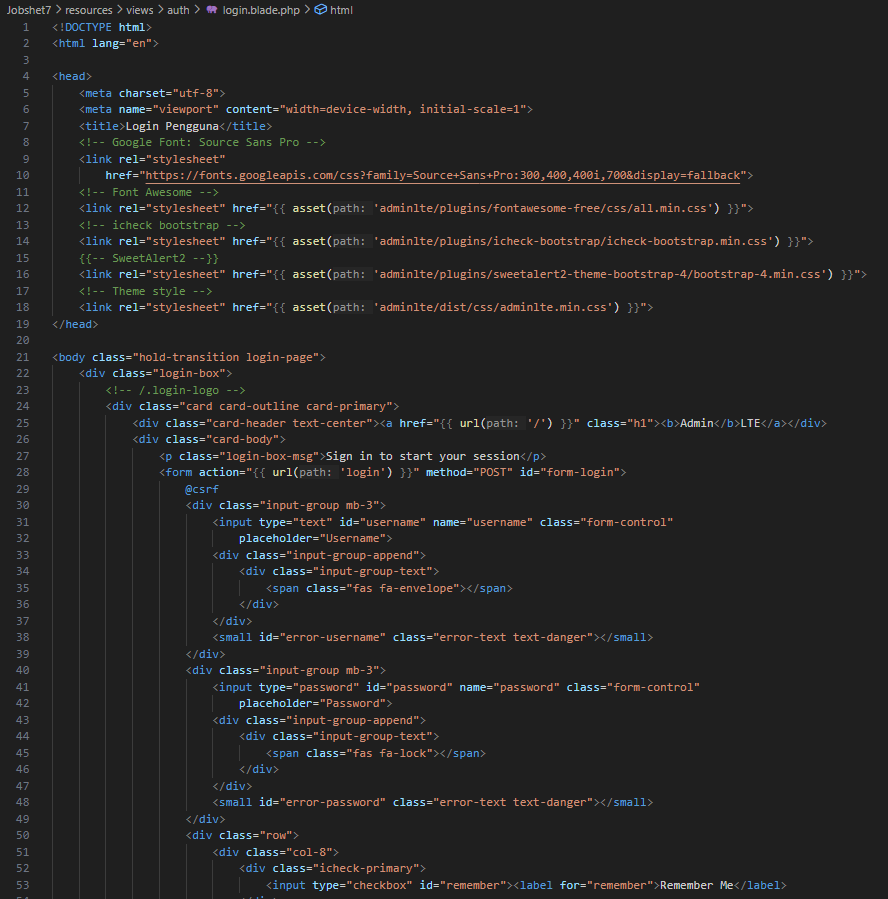 Jobshet7 > resources > views > auth > login.blade.php > html
1 <!DOCTYPE html>
2 <html lang="en">
3
4 <head>
5     <meta charset="utf-8">
6     <meta name="viewport" content="width=device-width, initial-scale=1">
7     <title>Login Pengguna</title>
8     <!-- Google Font: Source Sans Pro -->
9     <link rel="stylesheet"
10         href="https://fonts.googleapis.com/css?family=Source+Sans+Pro:300,400,400i,700&display=fallback">
11     <!-- Font Awesome -->
12     <link rel="stylesheet" href="{{ asset(path: 'adminlte/plugins/fontawesome-free/css/all.min.css') }}">
13     <!-- icheck bootstrap -->
14     <link rel="stylesheet" href="{{ asset(path: 'adminlte/plugins/icheck-bootstrap/icheck-bootstrap.min.css') }}">
15     {{-- SweetAlert2 --}}
16     <link rel="stylesheet" href="{{ asset(path: 'adminlte/plugins/sweetalert2-theme-bootstrap-4/bootstrap-4.min.css') }}">
17     <!-- Theme style -->
18     <link rel="stylesheet" href="{{ asset(path: 'adminlte/dist/css/adminlte.min.css') }}">
19 </head>
20
21 <body class="hold-transition login-page">
22     <div class="login-box">
23         <!-- /.login-logo -->
24         <div class="card card-outline card-primary">
25             <div class="card-header text-center"><a href="{{ url(path: '/') }}" class="h1"><b>Admin</b>LTE</a></div>
26             <div class="card-body">
27                 <p class="login-box-msg">Sign in to start your session</p>
28                 <form action="{{ url(path: 'login') }}" method="POST" id="form-login">
29                     @csrf
30                     <div class="input-group mb-3">
31                         <input type="text" id="username" name="username" class="form-control"
32                             placeholder="Username">
33                         <div class="input-group-append">
34                             <div class="input-group-text">
35                                 <span class="fas fa-envelope"></span>
36                             </div>
37                         </div>
38                         <small id="error-username" class="error-text text-danger"></small>
39                     </div>
40                     <div class="input-group mb-3">
41                         <input type="password" id="password" name="password" class="form-control"
42                             placeholder="Password">
43                         <div class="input-group-append">
44                             <div class="input-group-text">
45                                 <span class="fas fa-lock"></span>
46                             </div>
47                         </div>
48                         <small id="error-password" class="error-text text-danger"></small>
49                     </div>
50                     <div class="row">
51                         <div class="col-8">
52                             <div class="icheck-primary">
53                                 <input type="checkbox" id="remember"><label for="remember">Remember Me</label>